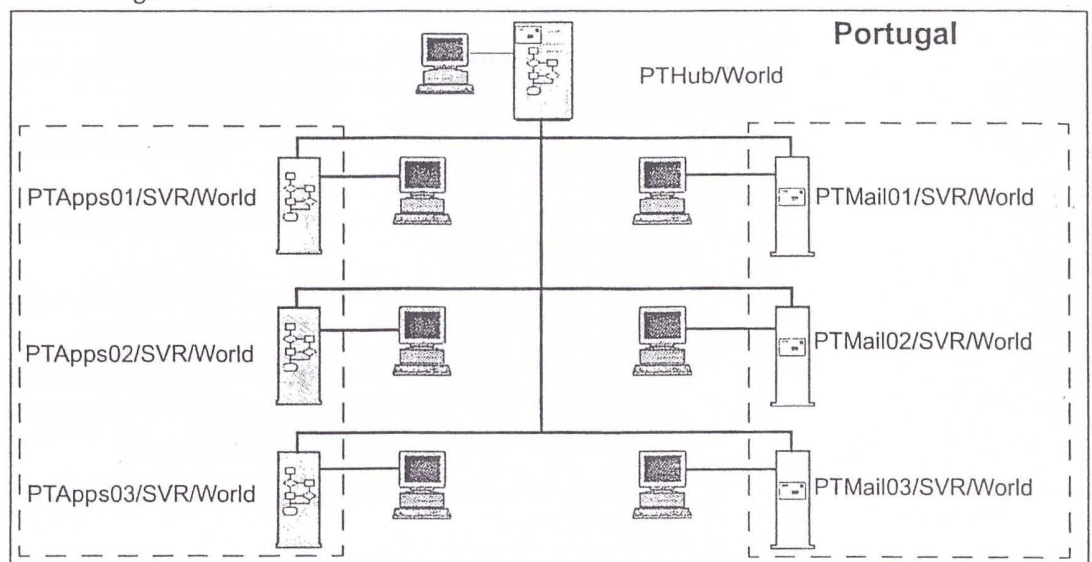 Portugal
PTHub/World
PTApps01/SVR/World
PTMail01/SVR/World
PTApps02/SVR/World
PTMail02/SVR/World
PTApps03/SVR/World
PTMail03/SVR/World